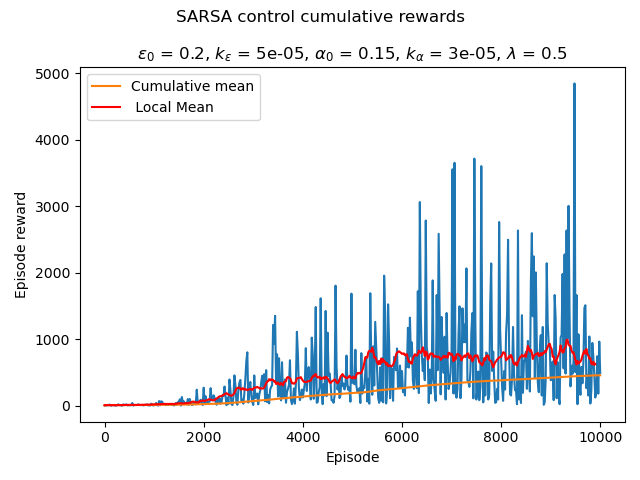 SARSA control cumulative rewards
ε₀ = 0.2, kε = 5e-05, α₀ = 0.15, kα = 3e-05, λ = 0.5
Cumulative mean
Local Mean
Episode reward
5000
4000
3000
2000
1000
0
0 2000 4000 6000 8000 10000
Episode